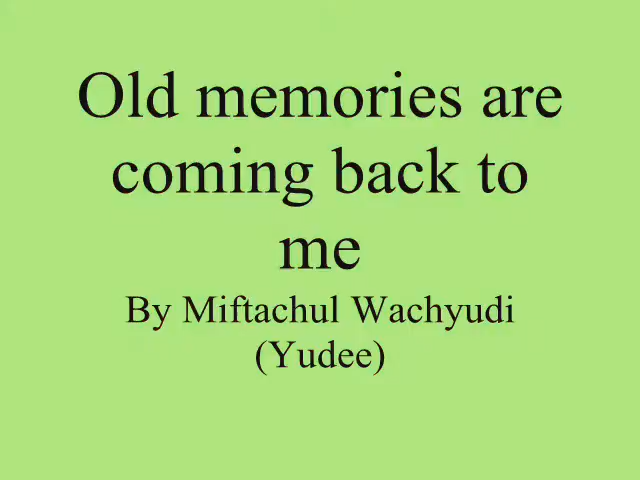 Old memories are
coming back to
me
By Miftachul Wachyudi
(Yudee)